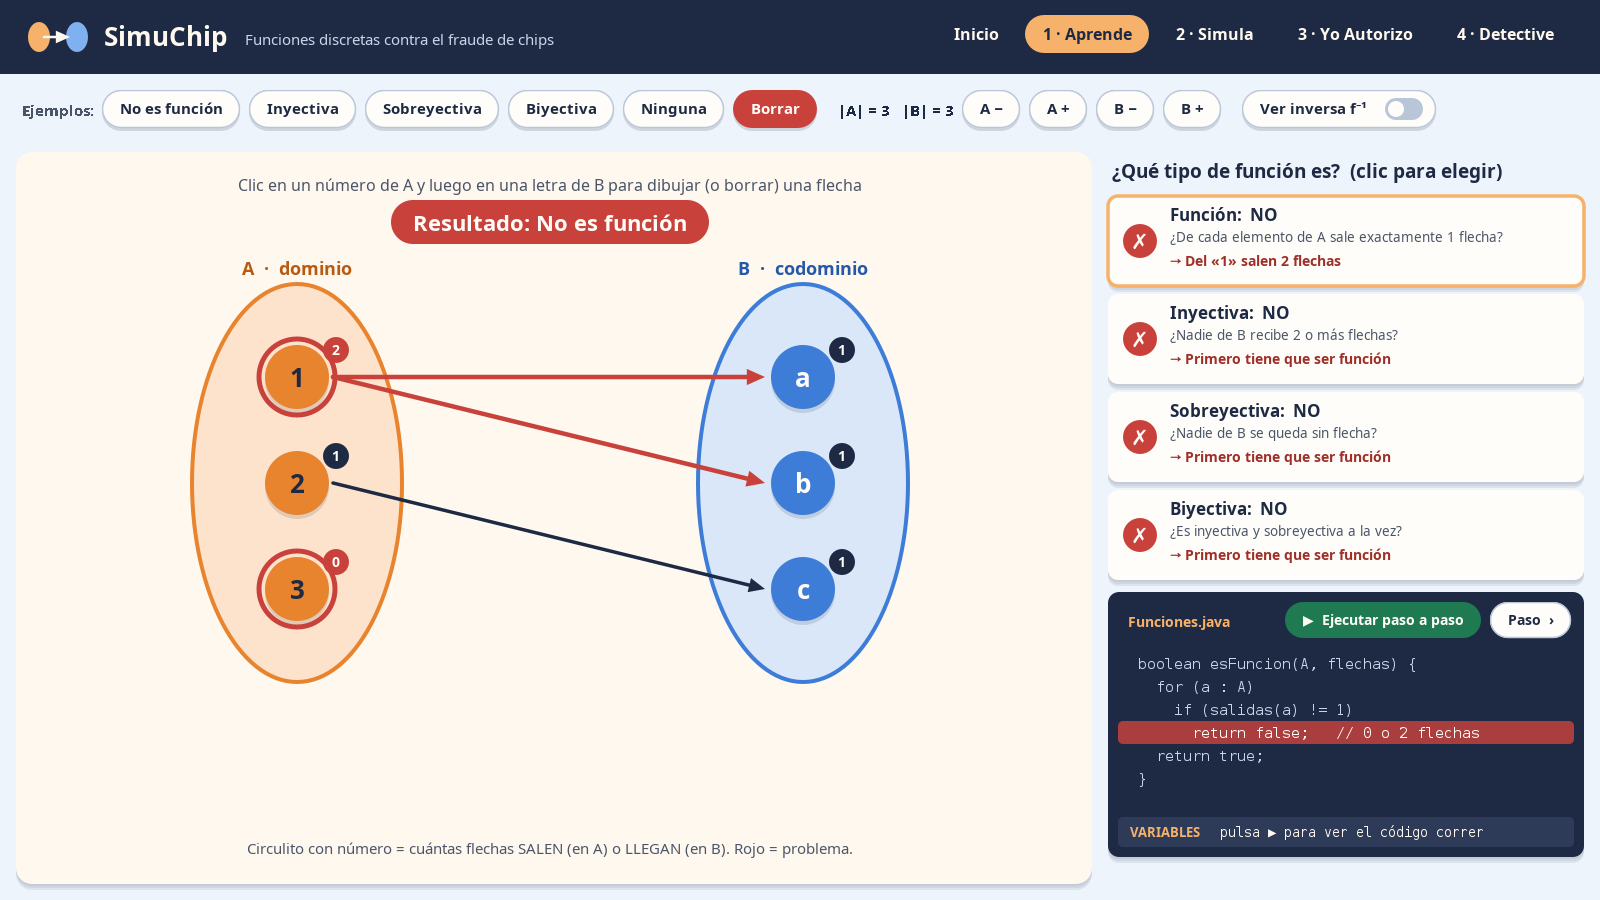 SimuChip
Funciones discretas contra el fraude de chips
Inicio
1 · Aprende
2 · Simula
3 · Yo Autorizo
4 · Detective
Ejemplos:
No es función
Inyectiva
Sobreyectiva
Biyectiva
Ninguna
Borrar
|A| = 3   |B| = 3
A −
A +
B −
B +
Ver inversa f⁻¹
Clic en un número de A y luego en una letra de B para dibujar (o borrar) una flecha
Resultado: No es función
A · dominio
B · codominio
1
2
a
1
b
1
c
1
2
1
3
0
Circulito con número = cuántas flechas SALEN (en A) o LLEGAN (en B). Rojo = problema.
¿Qué tipo de función es? (clic para elegir)
✗
Función: NO
¿De cada elemento de A sale exactamente 1 flecha?
→ Del «1» salen 2 flechas
✗
Inyectiva: NO
¿Nadie de B recibe 2 o más flechas?
→ Primero tiene que ser función
✗
Sobreyectiva: NO
¿Nadie de B se queda sin flecha?
→ Primero tiene que ser función
✗
Biyectiva: NO
¿Es inyectiva y sobreyectiva a la vez?
→ Primero tiene que ser función
Funciones.java
▶ Ejecutar paso a paso
Paso ›
boolean esFuncion(A, flechas) {
  for (a : A)
    if (salidas(a) != 1)
      return false;   // 0 o 2 flechas
  return true;
}
VARIABLES   pulsa ▶ para ver el código correr